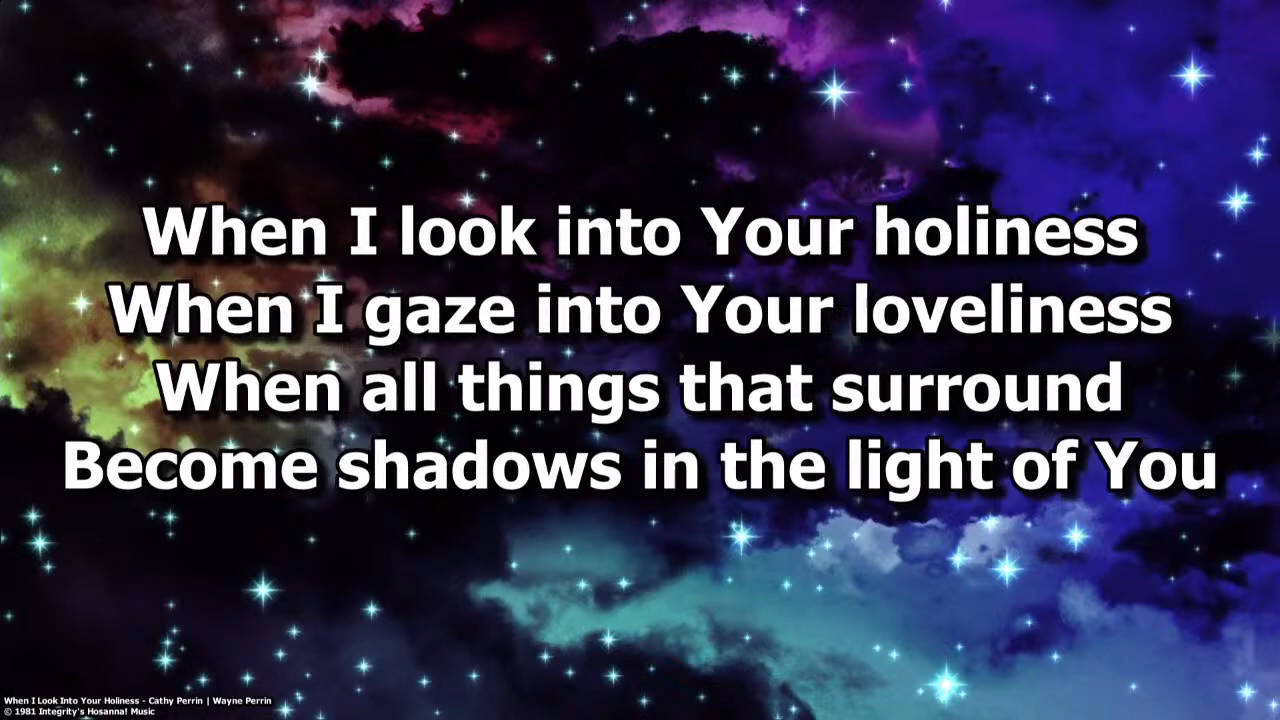 When I look into Your holiness
When I gaze into Your loveliness
When all things that surround
Become shadows in the light of You
When I Look Into Your Holiness - Cathy Perrin | Wayne Perrin
© 1981 Integrity's Hosanna! Music